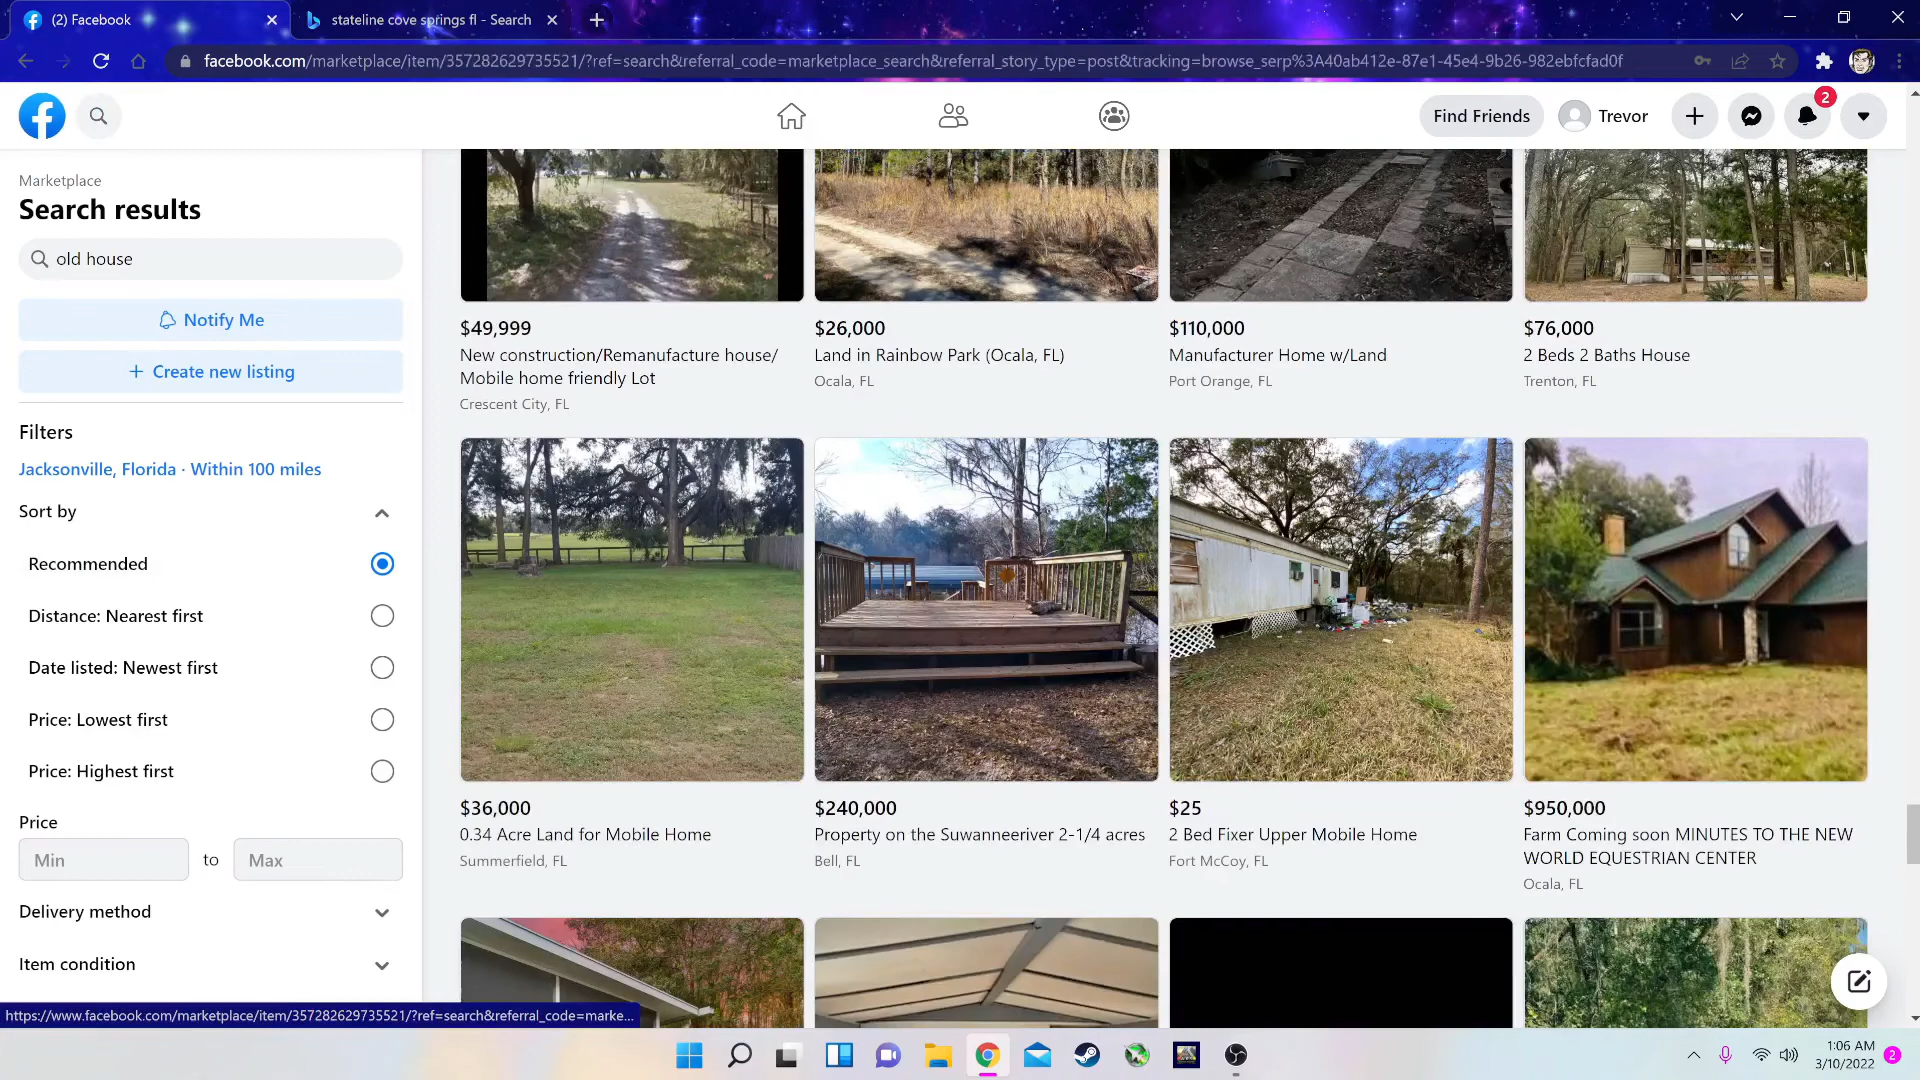 (2) Facebook
stateline cove springs fl - Search
facebook.com/marketplace/item/357282629735521/?ref=search&referral_code=marketplace_search&referral_story_type=post&tracking=browse_serp%3A40ab412e-87e1-45e4-9b26-982ebfcfad0f
Find Friends
Trevor
2
Marketplace
Search results
old house
Notify Me
+ Create new listing
Filters
Jacksonville, Florida · Within 100 miles
Sort by
Recommended
Distance: Nearest first
Date listed: Newest first
Price: Lowest first
Price: Highest first
Price
Min to Max
Delivery method
Item condition
$49,999
New construction/Remanufacture house/
Mobile home friendly Lot
Crescent City, FL
$26,000
Land in Rainbow Park (Ocala, FL)
Ocala, FL
$110,000
Manufacturer Home w/Land
Port Orange, FL
$76,000
2 Beds 2 Baths House
Trenton, FL
$36,000
0.34 Acre Land for Mobile Home
Summerfield, FL
$240,000
Property on the Suwanneeriver 2-1/4 acres
Bell, FL
$25
2 Bed Fixer Upper Mobile Home
Fort McCoy, FL
$950,000
Farm Coming soon MINUTES TO THE NEW
WORLD EQUESTRIAN CENTER
Ocala, FL
https://www.facebook.com/marketplace/item/357282629735521/?ref=search&referral_code=marke...
1:06 AM
3/10/2022
2